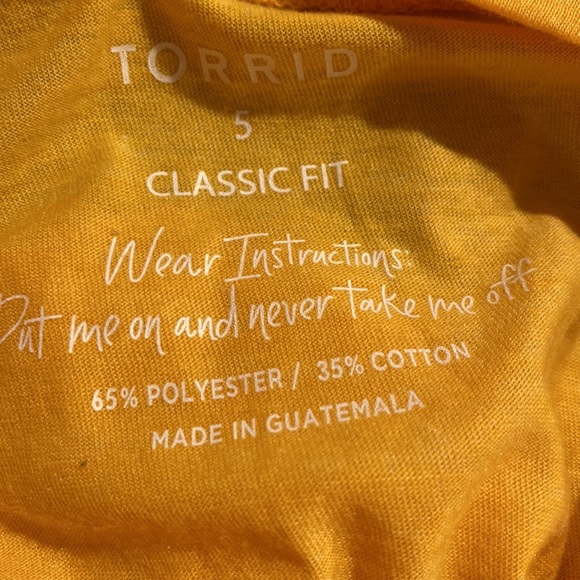 TORRID
5
CLASSIC FIT
Wear Instructions:
Put me on and never take me off
65% POLYESTER / 35% COTTON
MADE IN GUATEMALA